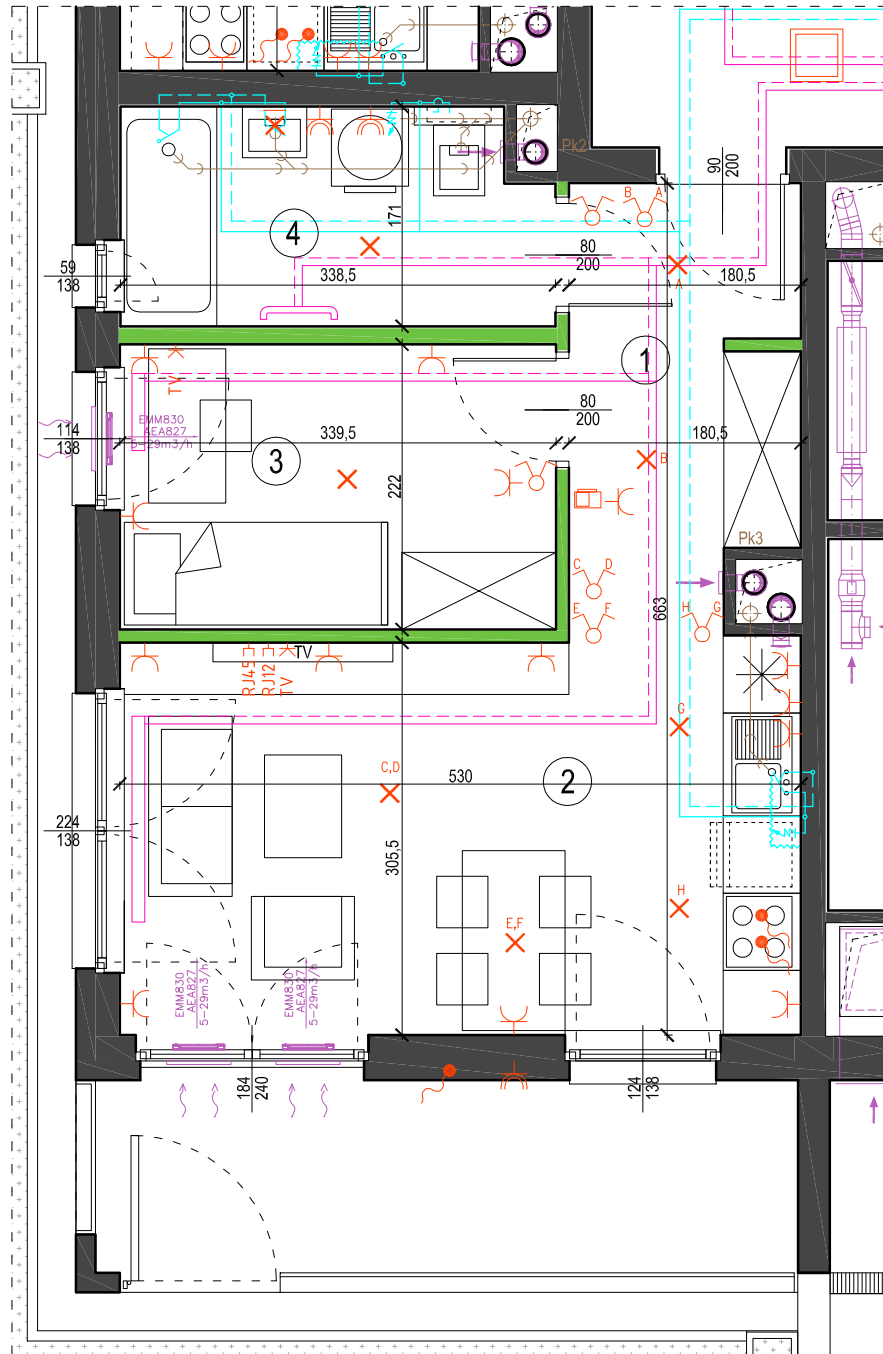 Pk2
90
200
B
A
171
4
80
200
59
138
338,5
180,5
A
1
TV
K
EMM830
AEA827
5-29m3/h
114
138
339,5
80
200
180,5
3
222
B
Pk3
C
D
E
F
H
G
663
TV
RJ45
RJ12
TV
K
G
C,D
530
2
224
138
305,5
H
E,F
EMM830
AEA827
5-29m3/h
EMM830
AEA827
5-29m3/h
184
240
124
138